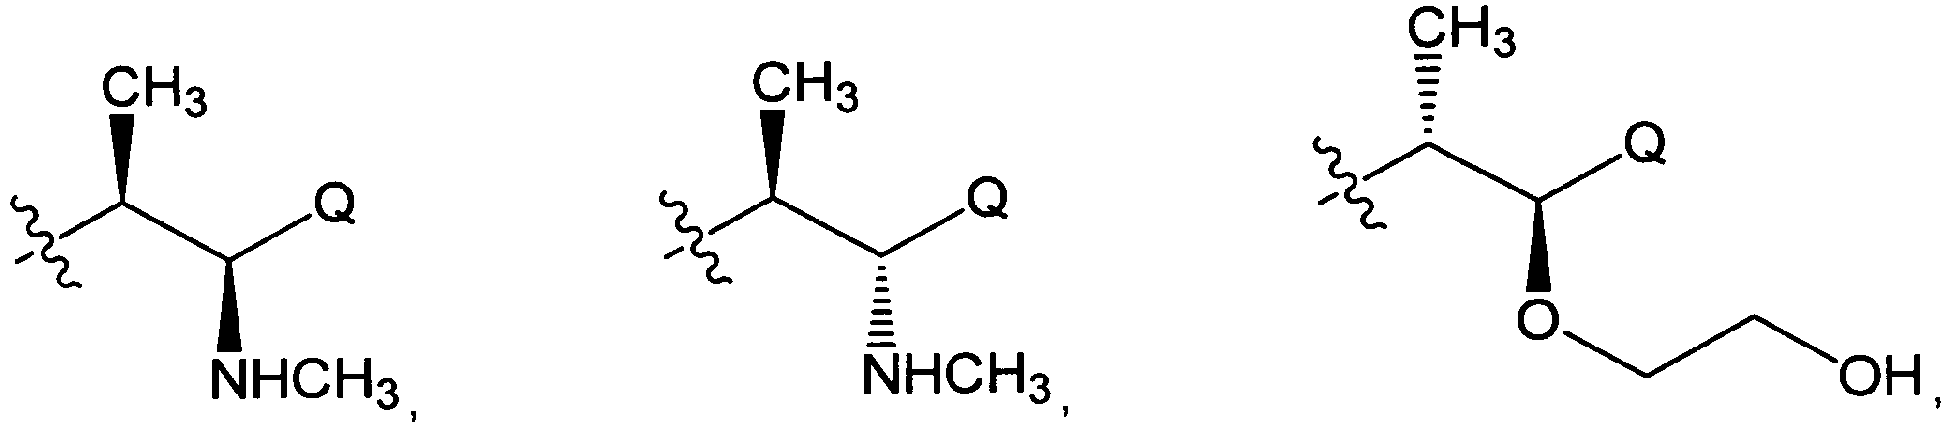 CH3
Q
NHCH3,
CH3
Q
NHCH3,
CH3
Q
O
OH,